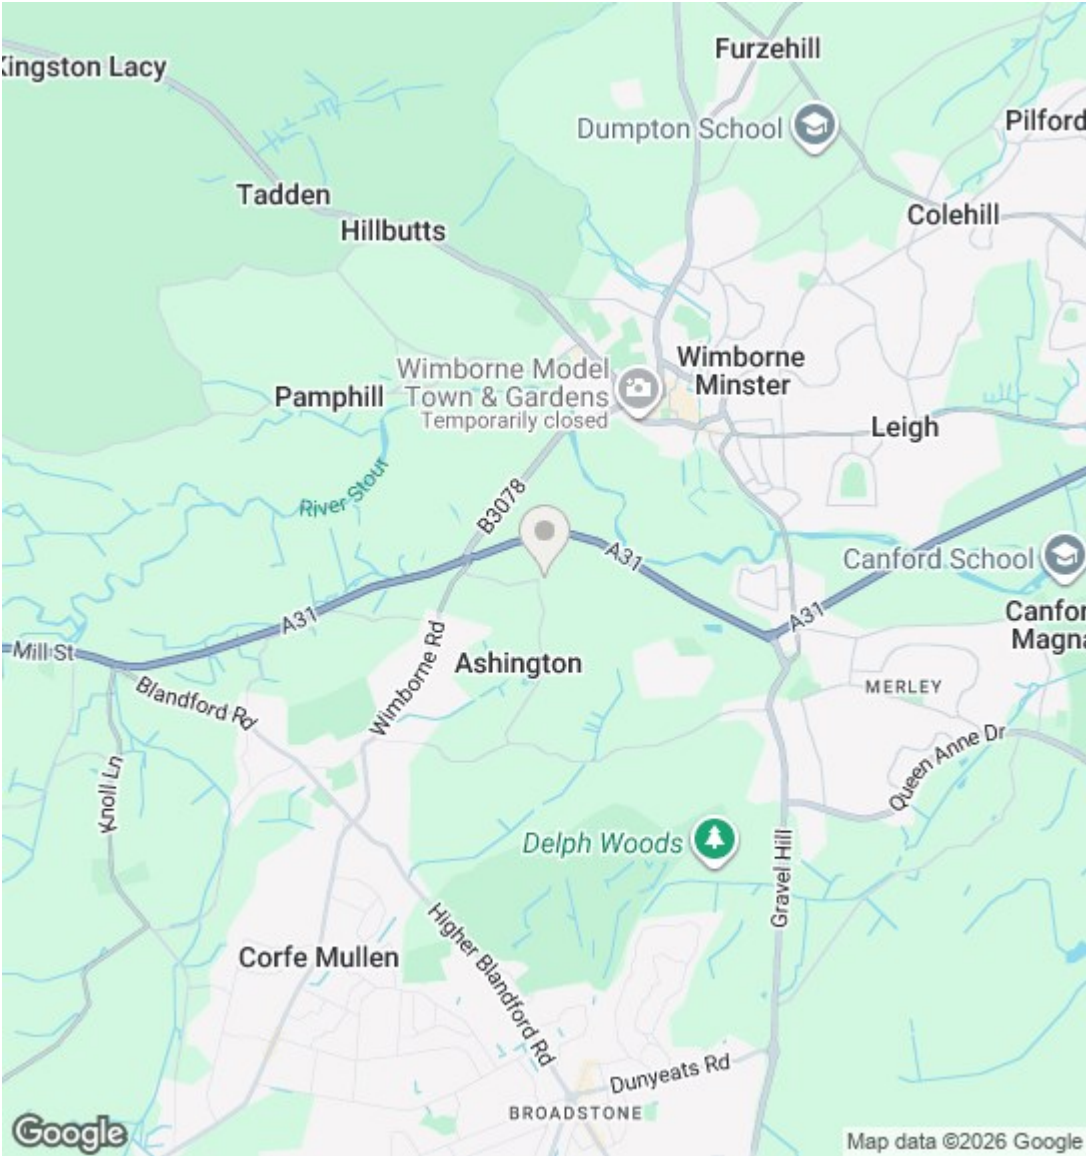 Furzehill
Kingston Lacy
Dumpton School
Pilford
Tadden
Colehill
Hillbutts
Wimborne
Minster
Wimborne Model
Town & Gardens
Temporarily closed
Pamphill
Leigh
River Stour
B3078
A31
Canford School
A31
A31
Canfor
Magna
Mill St
Wimborne Rd
Ashington
Blandford Rd
MERLEY
Queen Anne Dr
Knoll Ln
Delph Woods
Gravel Hill
Higher Blandford Rd
Corfe Mullen
Dunyeats Rd
BROADSTONE
Google
Map data ©2026 Google